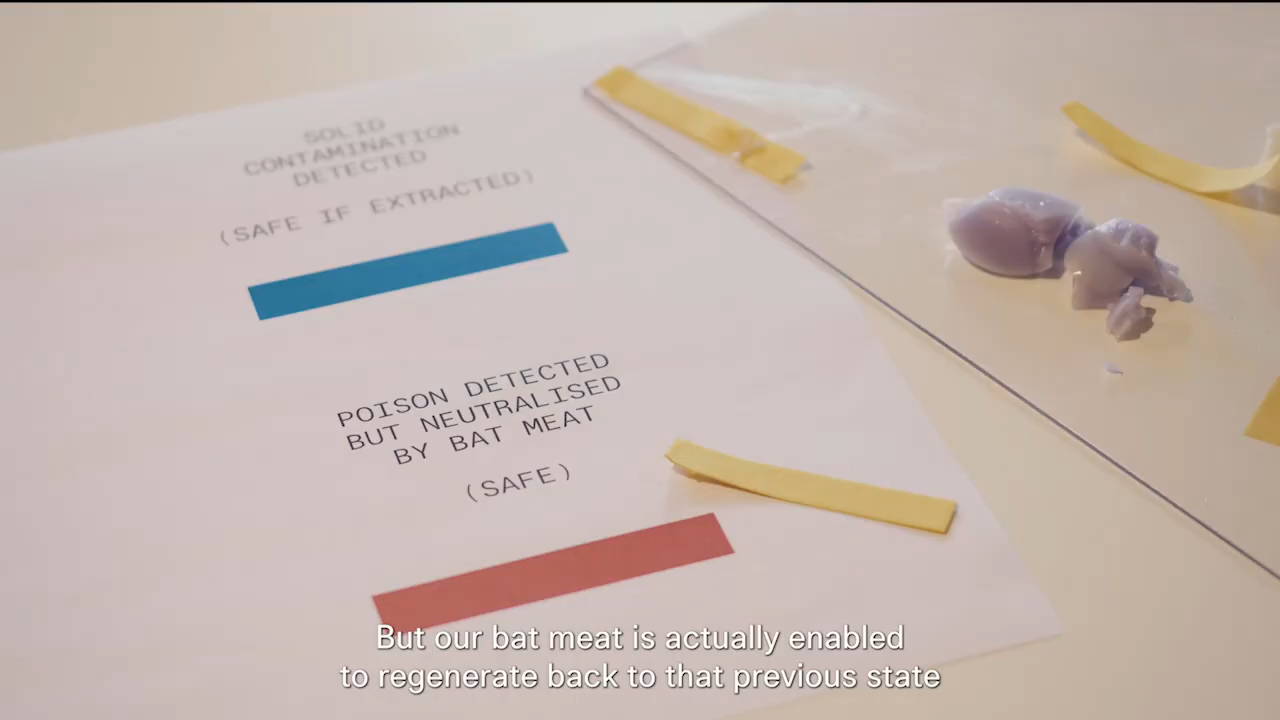 SOLID
CONTAMINATION
DETECTED
(SAFE IF EXTRACTED)
POISON DETECTED
BUT NEUTRALISED
BY BAT MEAT
(SAFE)
But our bat meat is actually enabled
to regenerate back to that previous state